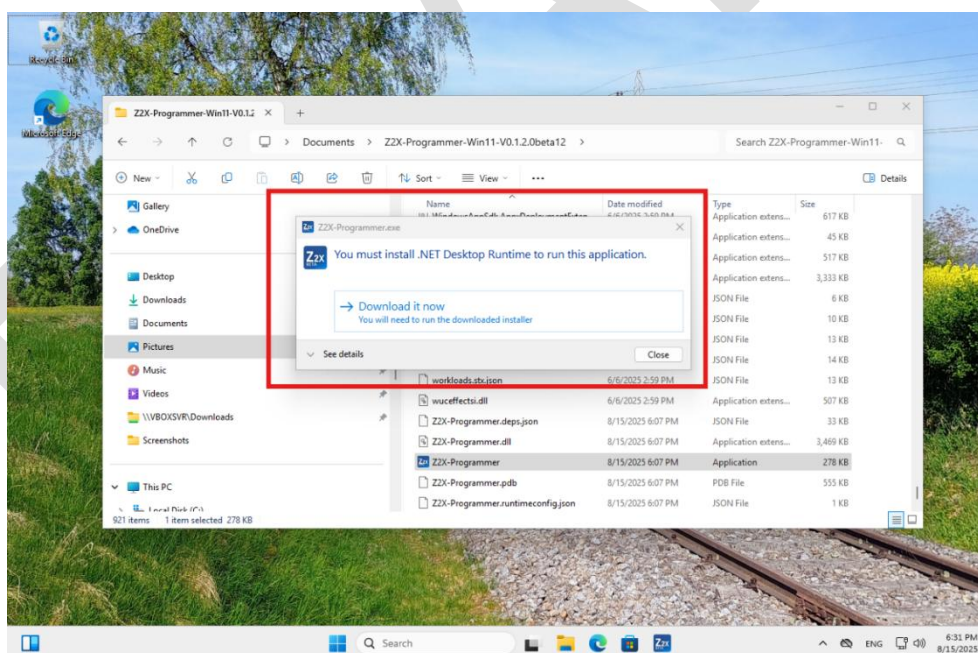 Recycle Bin
Microsoft Edge
Z2X-Programmer-Win11-V0.1.2
Documents > Z2X-Programmer-Win11-V0.1.2.0beta12 >
Search Z2X-Programmer-Win11-
New
Sort
View
Details
Gallery
OneDrive
Desktop
Downloads
Documents
Pictures
Music
Videos
\\VBOXSVR\Downloads
Screenshots
This PC
Local Disk (C:)
Name Date modified Type Size
6/6/2025 2:59 PM Application extens... 617 KB
Application extens... 45 KB
Application extens... 517 KB
Application extens... 3,333 KB
JSON File 6 KB
JSON File 10 KB
JSON File 13 KB
JSON File 14 KB
workloads.stx.json 6/6/2025 2:59 PM JSON File 13 KB
wuceffectsi.dll 6/6/2025 2:59 PM Application extens... 507 KB
Z2X-Programmer.deps.json 8/15/2025 6:07 PM JSON File 33 KB
Z2X-Programmer.dll 8/15/2025 6:07 PM Application extens... 3,469 KB
Z2X-Programmer 8/15/2025 6:07 PM Application 278 KB
Z2X-Programmer.pdb 8/15/2025 6:07 PM PDB File 555 KB
Z2X-Programmer.runtimeconfig.json 8/15/2025 6:07 PM JSON File 1 KB
Z2X-Programmer.exe
Z2X
BETA
You must install .NET Desktop Runtime to run this application.
Download it now
You will need to run the downloaded installer
See details
Close
921 items 1 item selected 278 KB
Search
Z2X
ENG
6:31 PM
8/15/2025